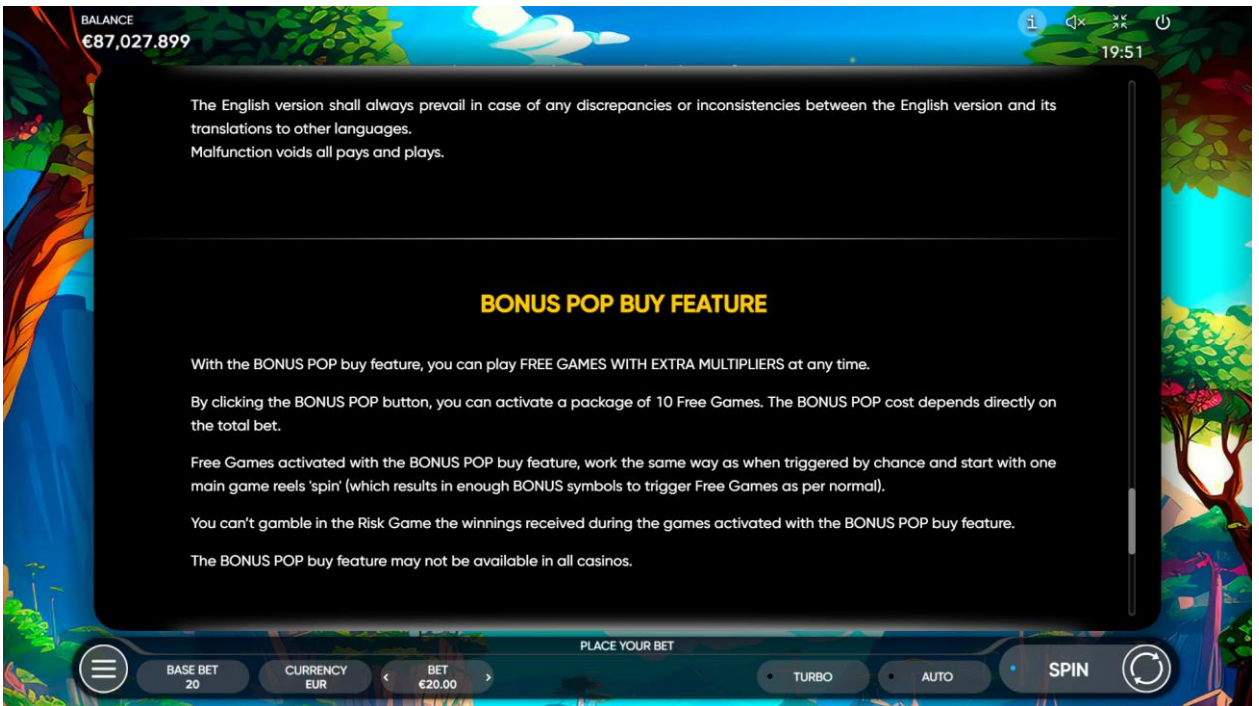 BALANCE
€87,027.899
19:51
The English version shall always prevail in case of any discrepancies or inconsistencies between the English version and its
translations to other languages.
Malfunction voids all pays and plays.
BONUS POP BUY FEATURE
With the BONUS POP buy feature, you can play FREE GAMES WITH EXTRA MULTIPLIERS at any time.
By clicking the BONUS POP button, you can activate a package of 10 Free Games. The BONUS POP cost depends directly on
the total bet.
Free Games activated with the BONUS POP buy feature, work the same way as when triggered by chance and start with one
main game reels 'spin' (which results in enough BONUS symbols to trigger Free Games as per normal).
You can't gamble in the Risk Game the winnings received during the games activated with the BONUS POP buy feature.
The BONUS POP buy feature may not be available in all casinos.
PLACE YOUR BET
BASE BET
20
CURRENCY
EUR
BET
€20.00
TURBO
AUTO
SPIN